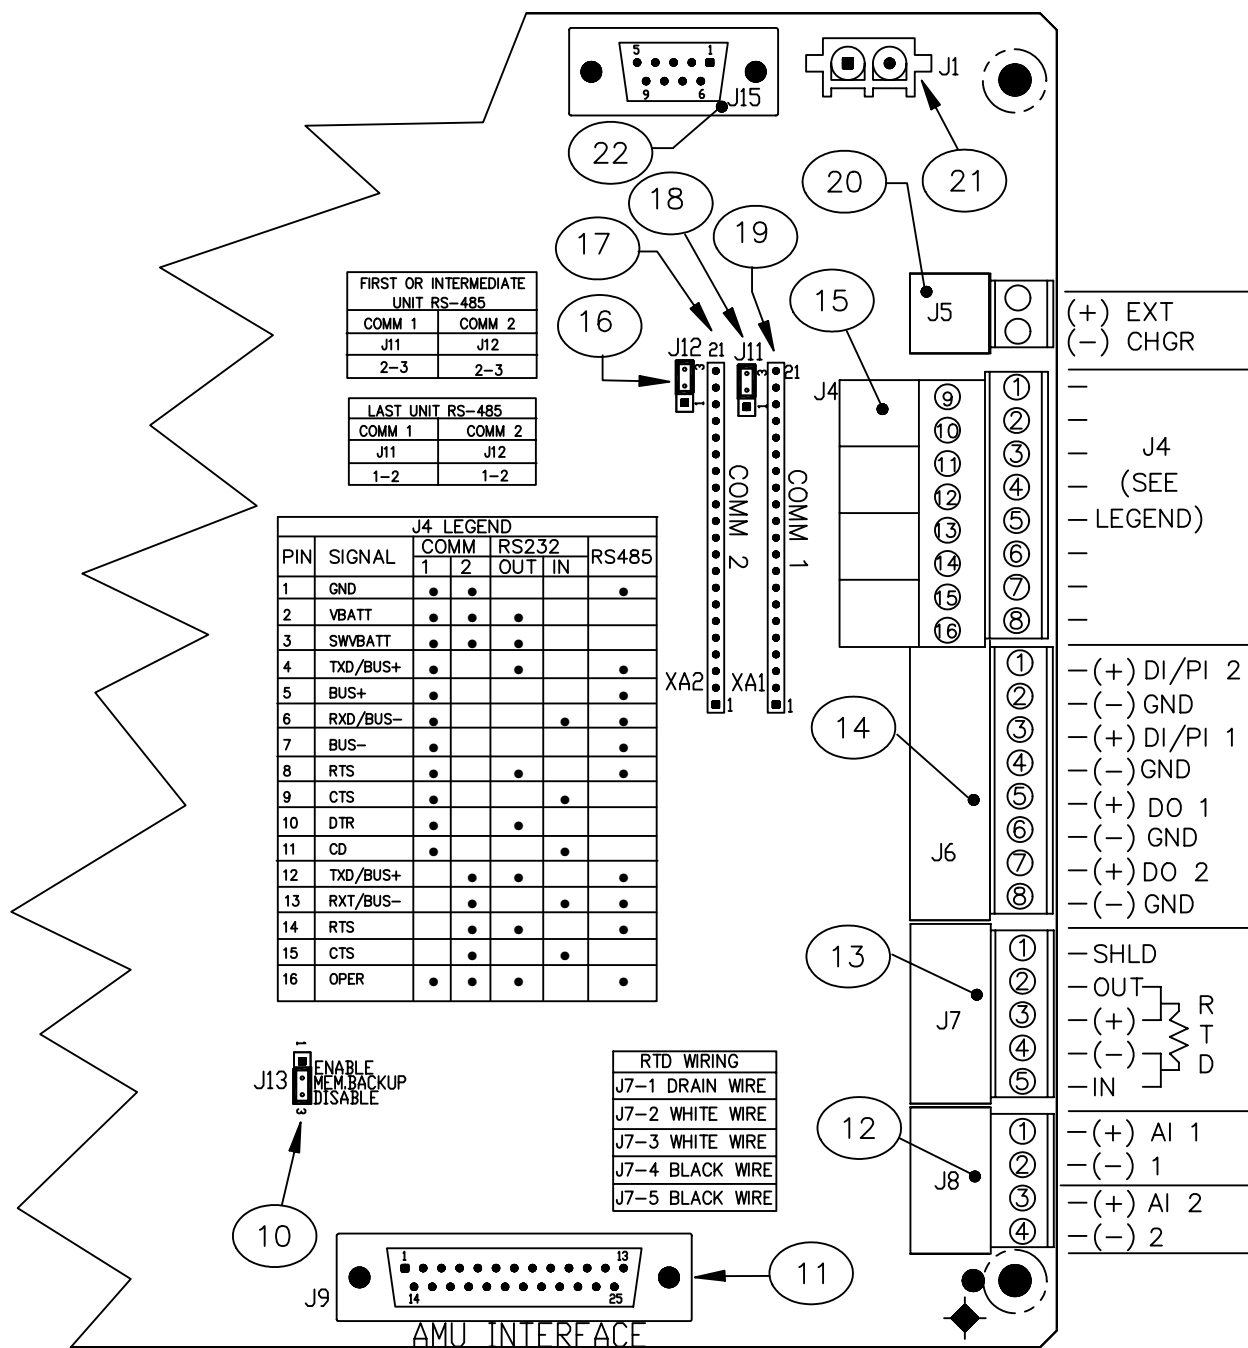 5 1
9 6
J15
J1
22
21
20
18
19
17
16
15
J5
(+) EXT
(−) CHGR
FIRST OR INTERMEDIATE
UNIT RS−485
COMM 1 COMM 2
J11 J12
2−3 2−3
LAST UNIT RS−485
COMM 1 COMM 2
J11 J12
1−2 1−2
J12 21 J11 21
3 3
1 1
COMM 2
COMM 1
XA2 1 XA1 1
J4
9
10
11
12
13
14
15
16
1
2
3
4
5
6
7
8
J4
(SEE
LEGEND)
J4 LEGEND
PIN SIGNAL COMM RS232 RS485
1 2 OUT IN
1 GND ● ● ●
2 VBATT ● ● ●
3 SWVBATT ● ● ●
4 TXD/BUS+ ● ● ●
5 BUS+ ● ●
6 RXD/BUS− ● ● ●
7 BUS− ● ●
8 RTS ● ● ●
9 CTS ● ●
10 DTR ● ●
11 CD ● ●
12 TXD/BUS+ ● ● ●
13 RXT/BUS− ● ● ●
14 RTS ● ● ●
15 CTS ● ●
16 OPER ● ● ● ●
14
J6
1 (+) DI/PI 2
2 (−) GND
3 (+) DI/PI 1
4 (−) GND
5 (+) DO 1
6 (−) GND
7 (+) DO 2
8 (−) GND
13
J7
1 SHLD
2 OUT
3 (+)
4 (−)
5 IN
R
T
D
12
J8
1 (+) AI 1
2 (−) 1
3 (+) AI 2
4 (−) 2
J13
1
ENABLE
MEM.BACKUP
DISABLE
3
10
RTD WIRING
J7−1 DRAIN WIRE
J7−2 WHITE WIRE
J7−3 WHITE WIRE
J7−4 BLACK WIRE
J7−5 BLACK WIRE
11
1 13
14 25
J9
AMU INTERFACE